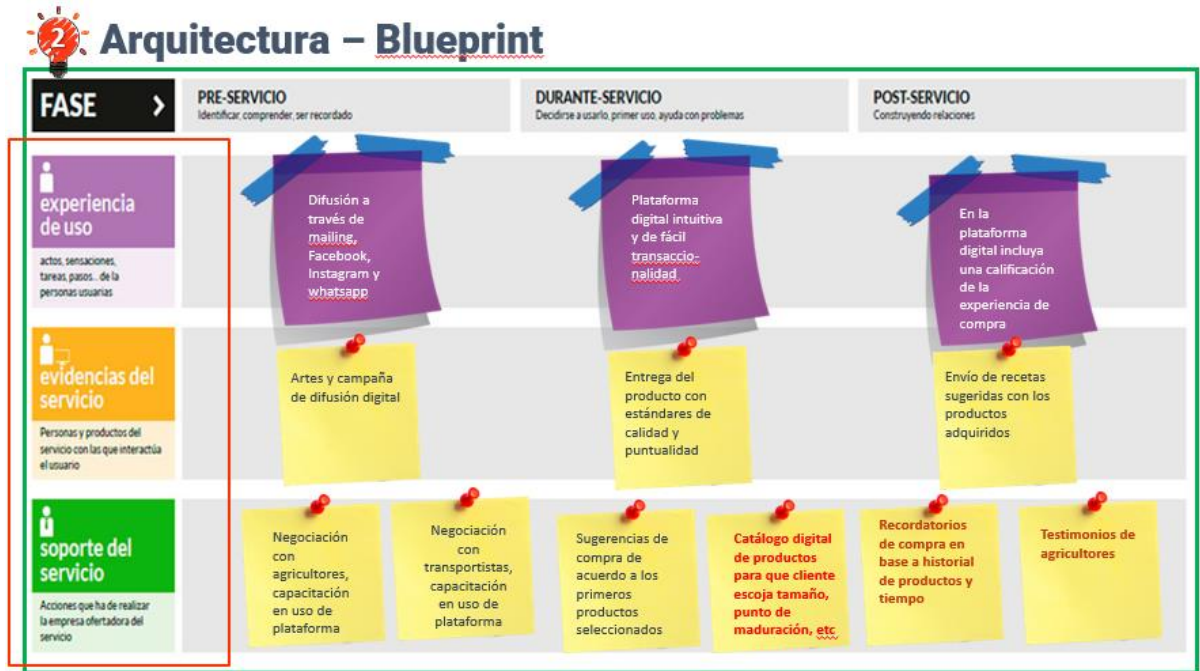 2 Arquitectura – Blueprint
FASE >
PRE-SERVICIO
Identificar, comprender, ser recordado
DURANTE-SERVICIO
Decidirse a usarlo, primer uso, ayuda con problemas
POST-SERVICIO
Construyendo relaciones
experiencia
de uso
actos, sensaciones,
tareas, pasos... de la
personas usuarias
Difusión a
través de
mailing,
Facebook,
Instagram y
whatsapp
Plataforma
digital intuitiva
y de fácil
transaccio-
nalidad
En la
plataforma
digital incluya
una calificación
de la
experiencia de
compra
evidencias del
servicio
Personas y productos del
servicio con las que interactúa
el usuario
Artes y campaña
de difusión digital
Entrega del
producto con
estándares de
calidad y
puntualidad
Envío de recetas
sugeridas con los
productos
adquiridos
soporte del
servicio
Acciones que ha de realizar
la empresa ofertadora del
servicio
Negociación
con
agricultores,
capacitación
en uso de
plataforma
Negociación
con
transportistas,
capacitación
en uso de
plataforma
Sugerencias de
compra de
acuerdo a los
primeros
productos
seleccionados
Catálogo digital
de productos
para que cliente
escoja tamaño,
punto de
maduración, etc
Recordatorios
de compra en
base a historial
de productos y
tiempo
Testimonios de
agricultores